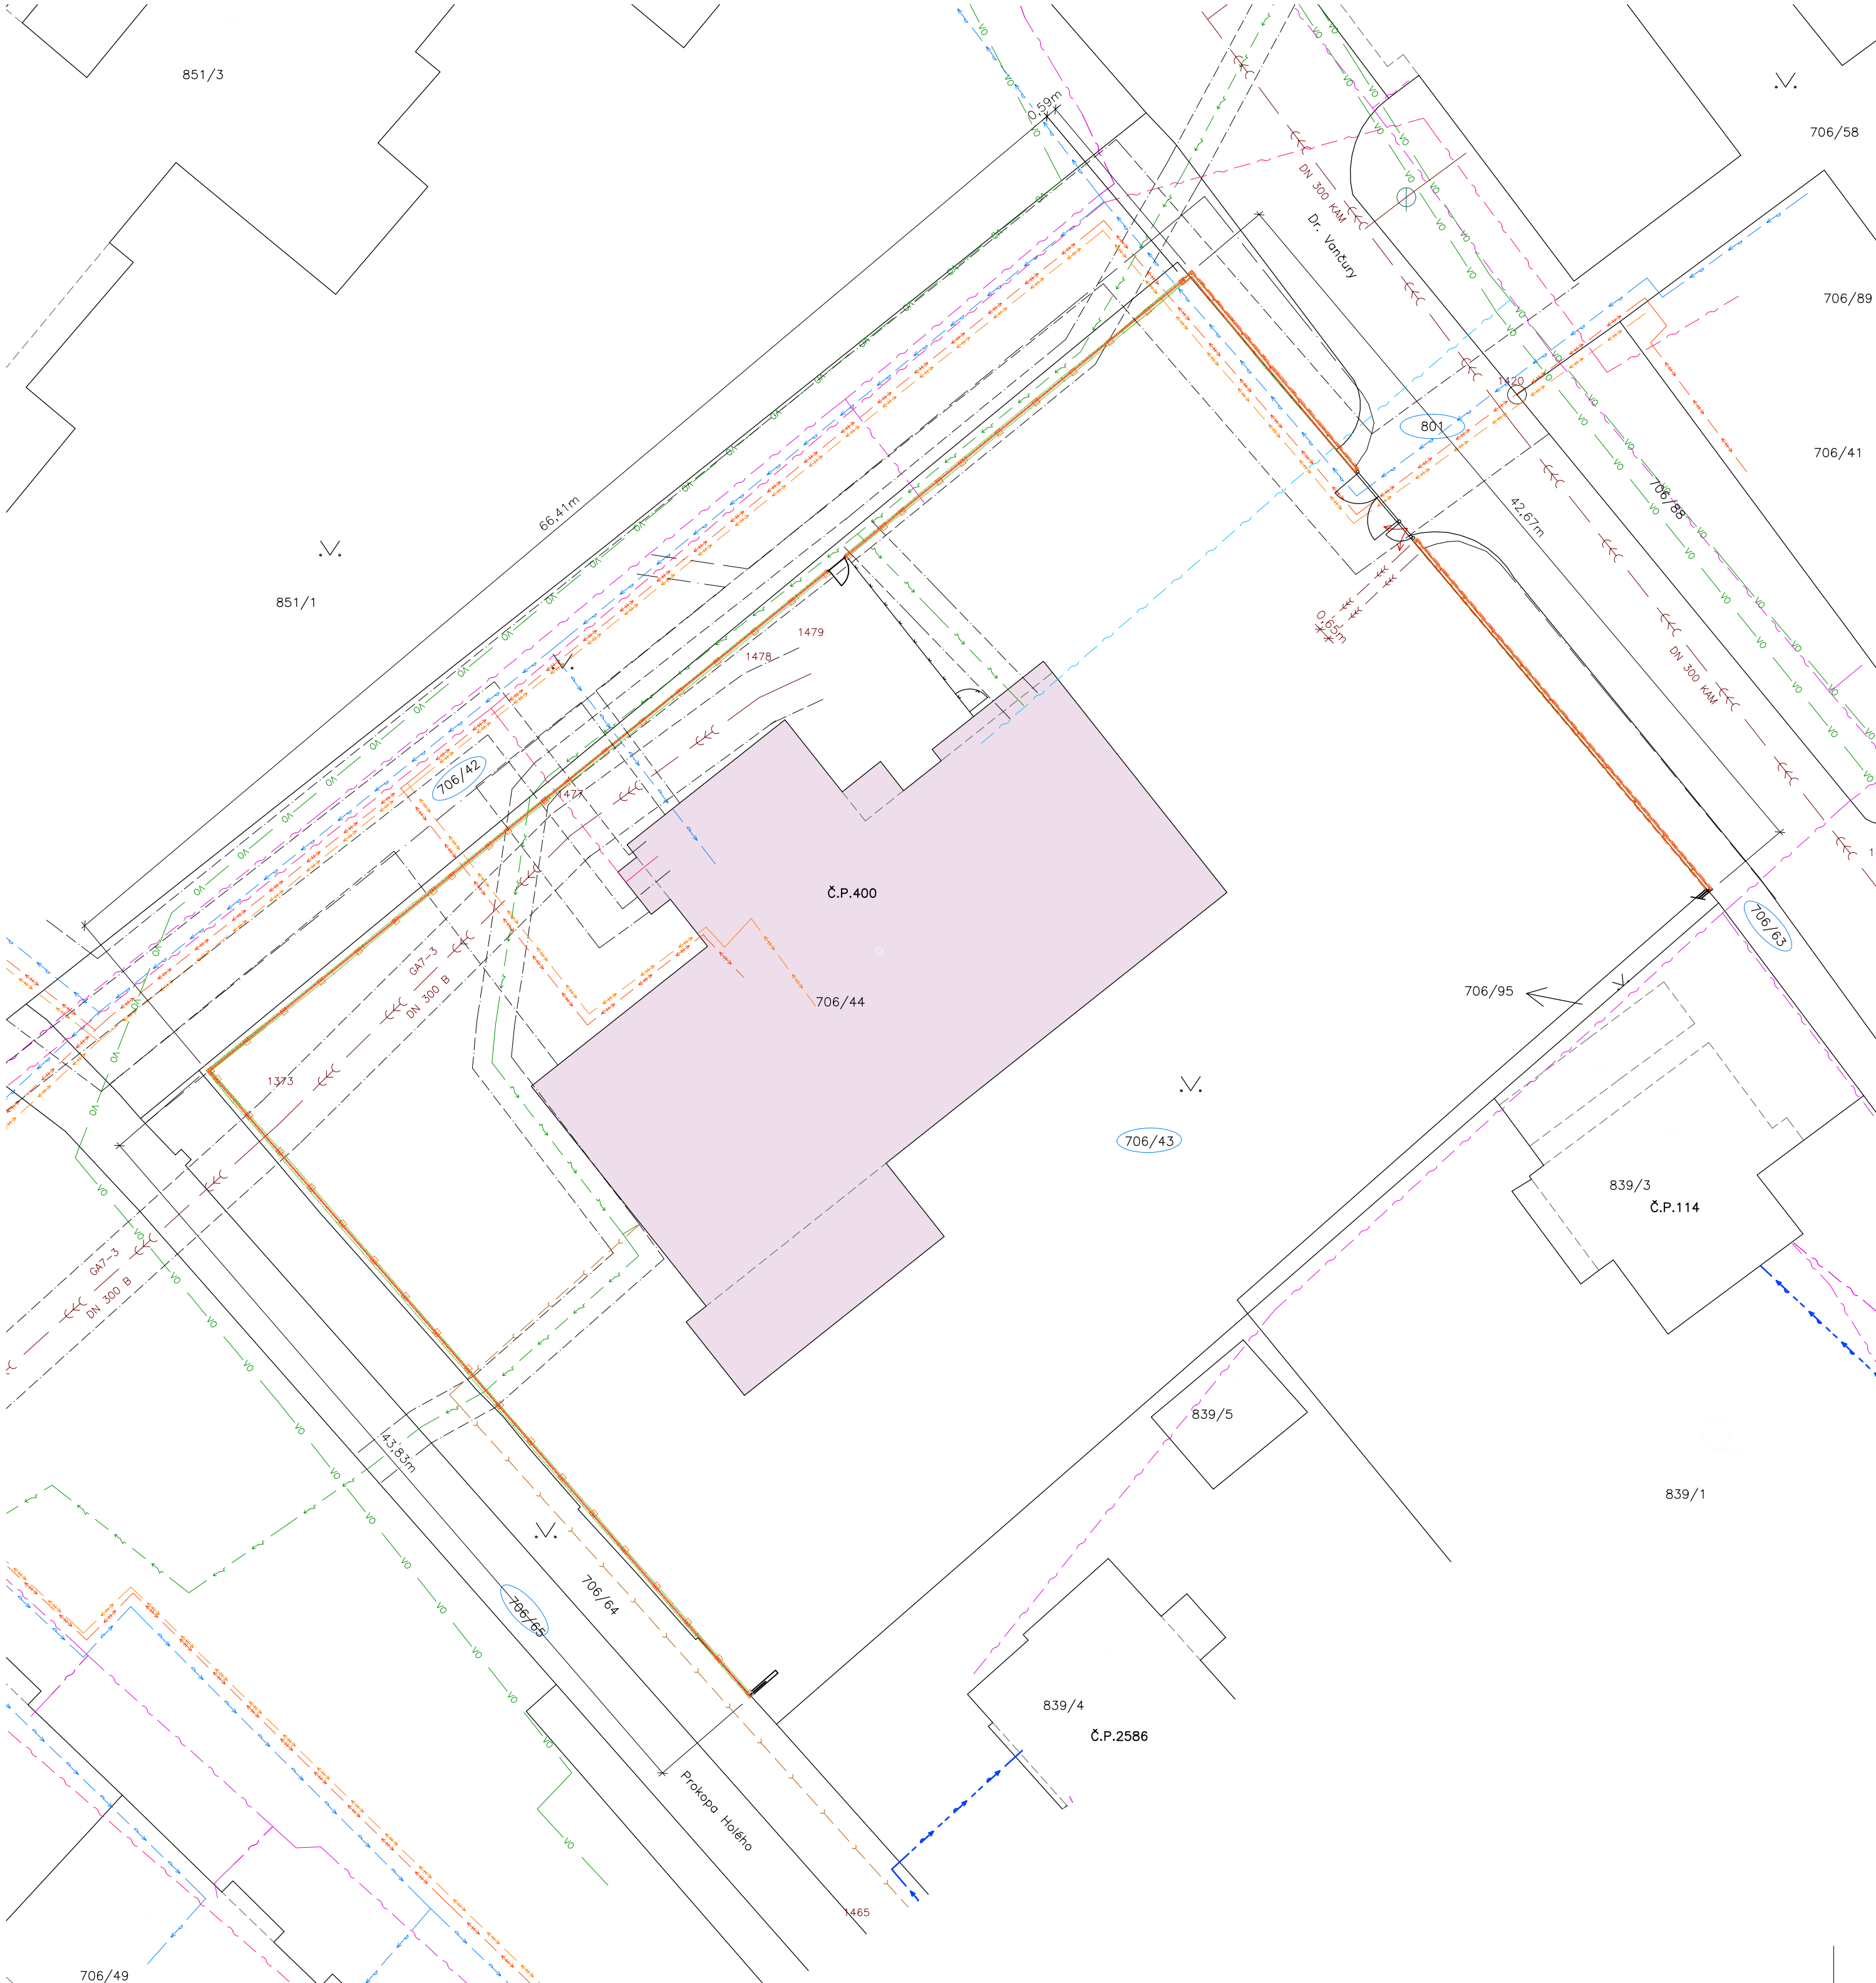 851/3
0,59m
706/58
DN 300 KAM
Dr. Vančury
706/89
1420
801
706/41
706/88
42,67m
66,41m
851/1
0,65m
1479
1478
DN 300 KAM
706/42
1477
Č.P.400
706/63
GA7-3
DN 300 B
706/44
706/95
1373
706/43
839/3
Č.P.114
GA7-3
DN 300 B
839/5
43,83m
839/1
706/65
706/64
839/4
Č.P.2586
Prokopa Holého
1465
706/49
VO